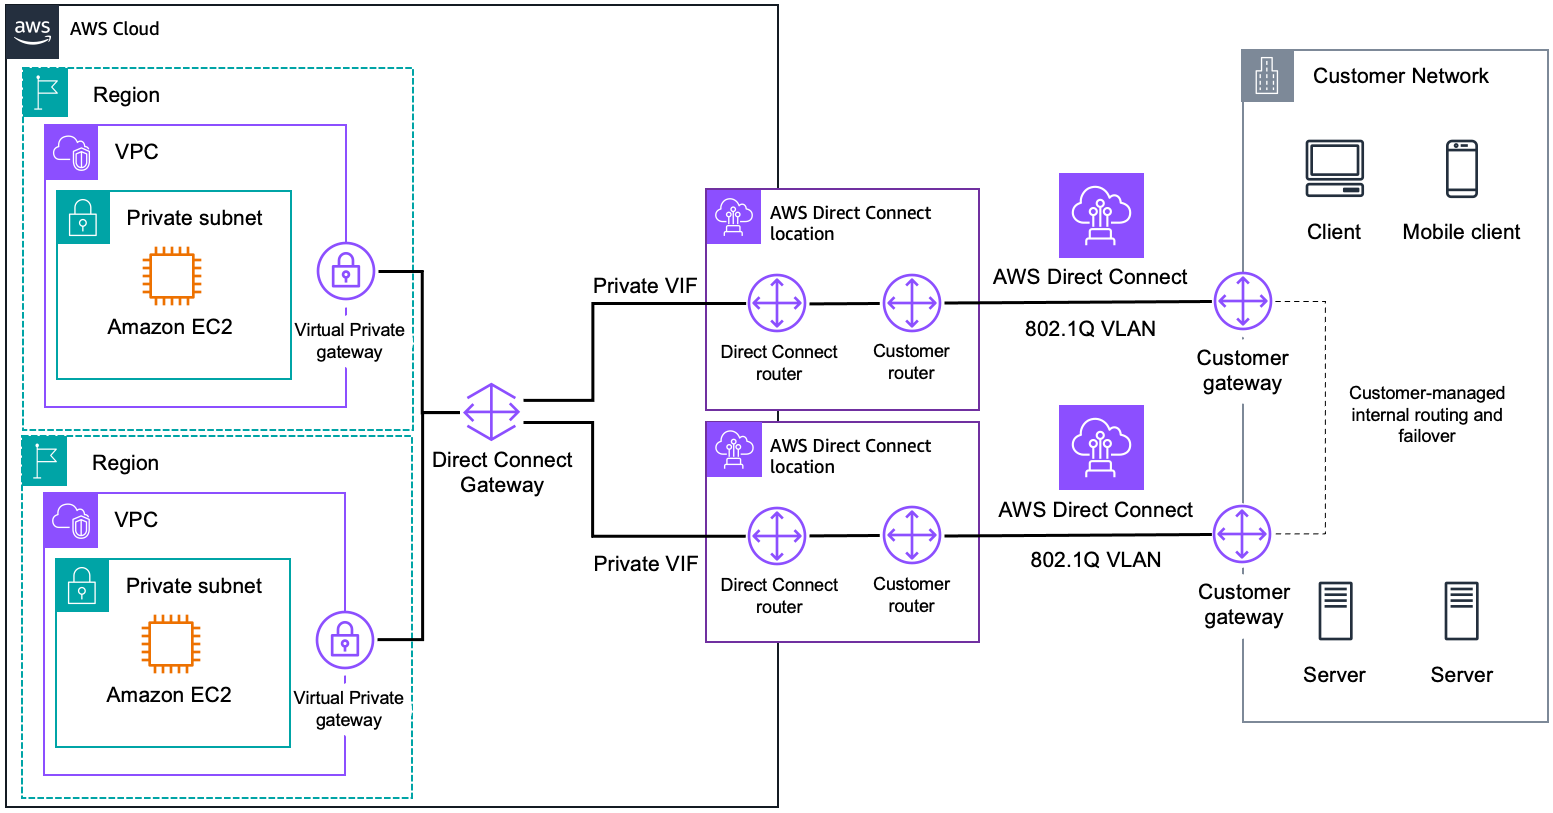 aws
AWS Cloud
Region
VPC
Private subnet
Amazon EC2
Virtual Private
gateway
Region
VPC
Private subnet
Amazon EC2
Virtual Private
gateway
Direct Connect
Gateway
Private VIF
Private VIF
AWS Direct Connect
location
Direct Connect
router
Customer
router
AWS Direct Connect
location
Direct Connect
router
Customer
router
AWS Direct Connect
802.1Q VLAN
AWS Direct Connect
802.1Q VLAN
Customer Network
Client
Mobile client
Customer
gateway
Customer-managed
internal routing and
failover
Customer
gateway
Server
Server